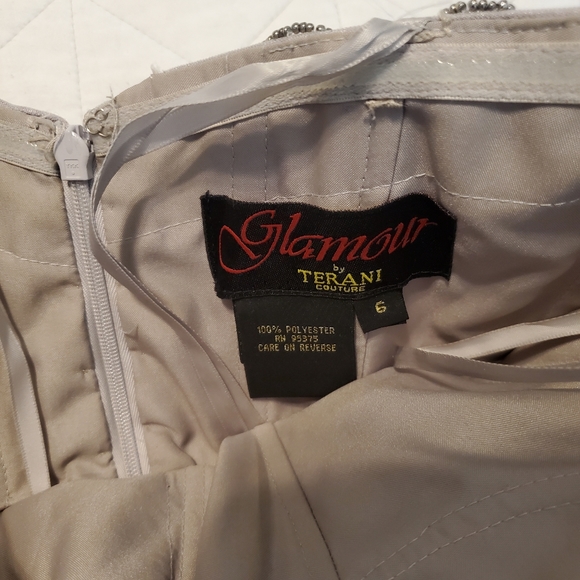 Glamour
by
TERANI
COUTURE
6
100% POLYESTER
RN 95375
CARE ON REVERSE